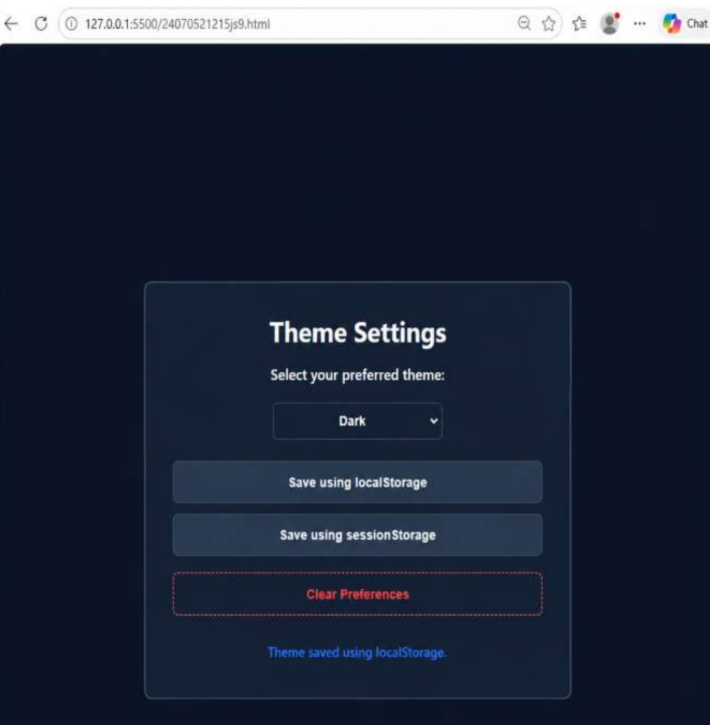 127.0.0.1:5500/24070521215js9.html
Chat
Theme Settings
Select your preferred theme:
Dark
Save using localStorage
Save using sessionStorage
Clear Preferences
Theme saved using localStorage.